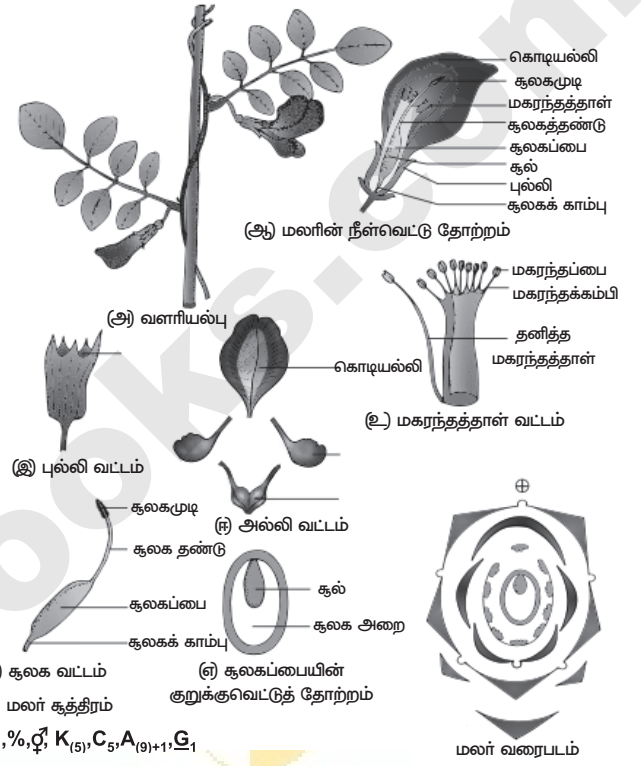 கொடியல்லி
சூலகமுடி
மகரந்தத்தாள்
சூலகத்தண்டு
சூலகப்பை
சூல்
புல்லி
சூலகக் காம்பு
(ஆ) மலரின் நீள்வெட்டு தோற்றம்
(அ) வளரியல்பு
மகரந்தப்பை
மகரந்தக்கம்பி
தனித்த
மகரந்தத்தாள்
(உ) மகரந்தத்தாள் வட்டம்
கொடியல்லி
(இ) புல்லி வட்டம்
(ஈ) அல்லி வட்டம்
சூலகமுடி
சூலக தண்டு
சூலகப்பை
சூலகக் காம்பு
) சூலக வட்டம்
சூல்
சூலக அறை
(எ) சூலகப்பையின்
குறுக்குவெட்டுத் தோற்றம்
மலர் சூத்திரம்
,%,⚥, K(5),C5,A(9)+1,G1
மலர் வரைபடம்
ooks.com